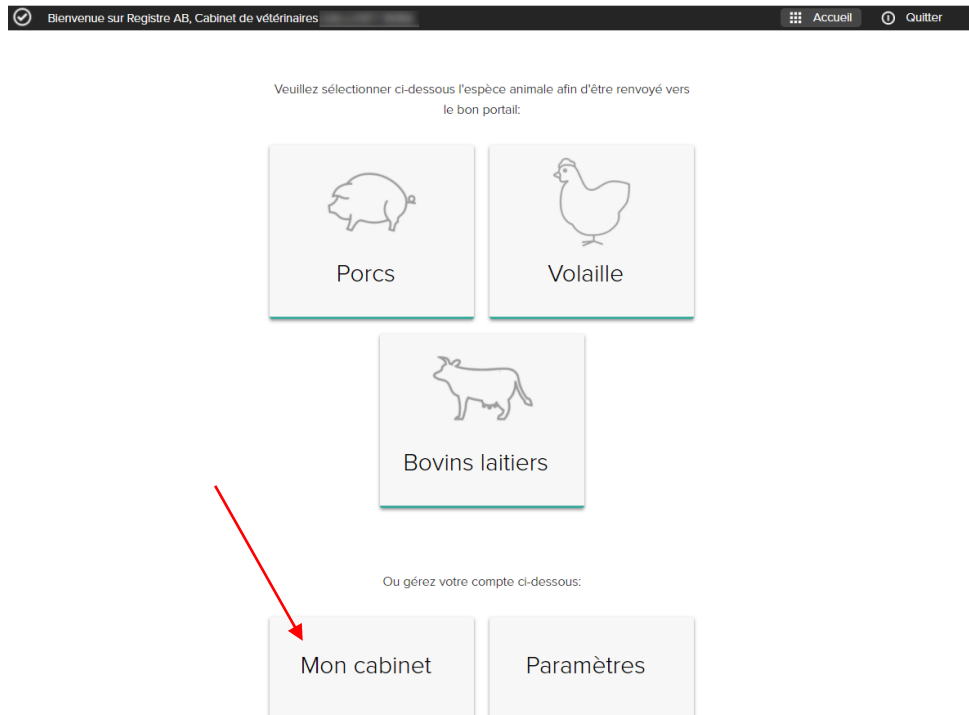 Bienvenue sur Registre AB, Cabinet de vétérinaires
Accueil
Quitter
Veuillez sélectionner ci-dessous l'espèce animale afin d'être renvoyé vers
le bon portail:
Porcs
Volaille
Bovins laitiers
Ou gérez votre compte ci-dessous:
Mon cabinet
Paramètres